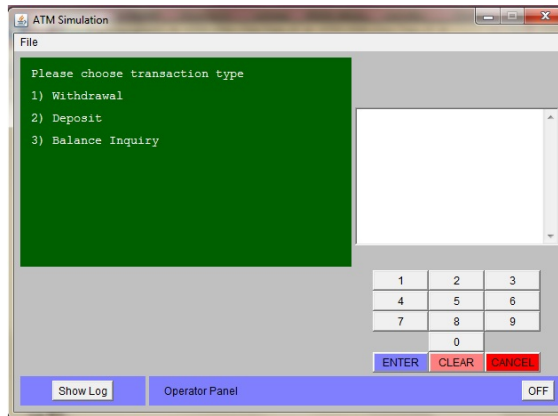 ATM Simulation
File
Please choose transaction type
1) Withdrawal
2) Deposit
3) Balance Inquiry
1 2 3
4 5 6
7 8 9
0
ENTER CLEAR CANCEL
Show Log Operator Panel OFF